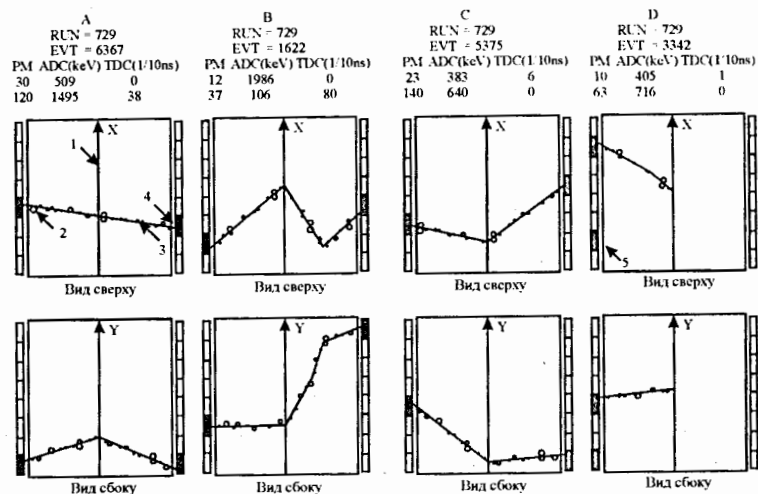 A
RUN = 729
EVT = 6367
PM ADC(keV) TDC(1/10ns)
30 509 0
120 1495 38
B
RUN = 729
EVT = 1622
PM ADC(keV) TDC(1/10ns)
12 1986 0
37 106 80
C
RUN = 729
EVT = 5375
PM ADC(keV) TDC(1/10ns)
23 383 6
140 640 0
D
RUN = 729
EVT = 3342
PM ADC(keV) TDC(1/10ns)
10 405 1
63 716 0
X
1
2
3
4
Вид сверху
X
Вид сверху
X
Вид сверху
X
5
Вид сверху
Y
Вид сбоку
Y
Вид сбоку
Y
Вид сбоку
Y
Вид сбоку